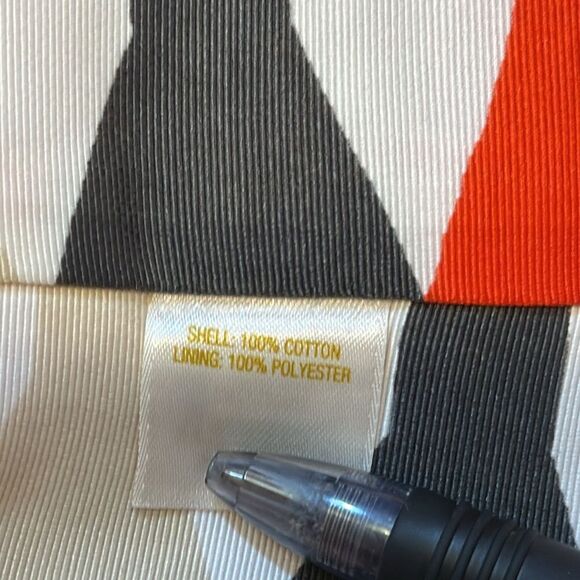 SHELL: 100% COTTON
LINING: 100% POLYESTER